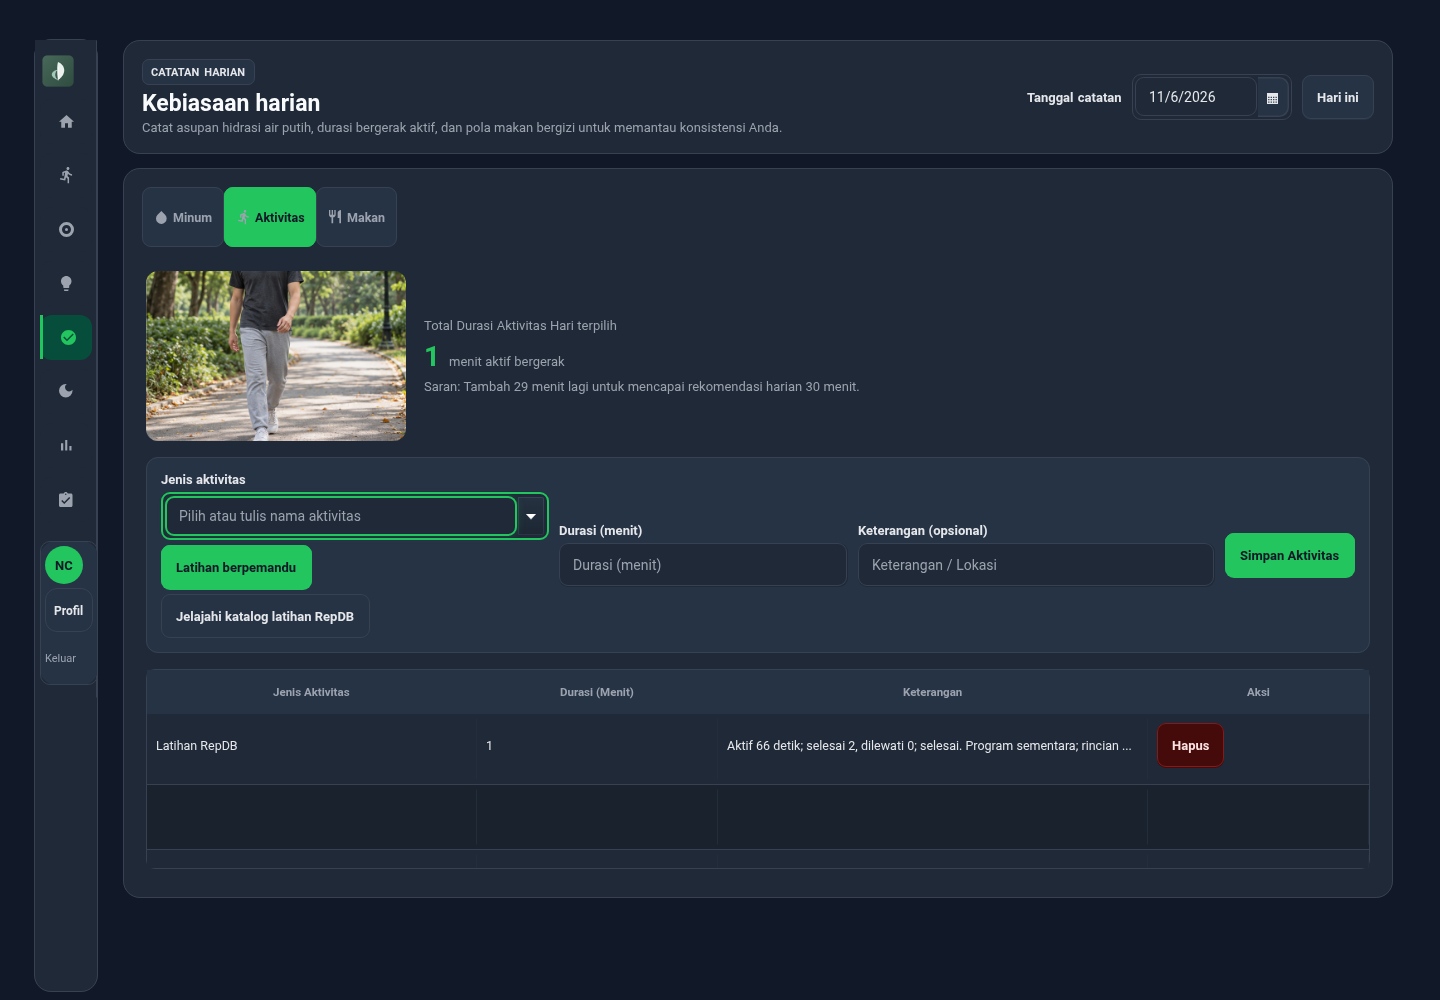 CATATAN HARIAN
Kebiasaan harian
Catat asupan hidrasi air putih, durasi bergerak aktif, dan pola makan bergizi untuk memantau konsistensi Anda.
Tanggal catatan
11/6/2026
Hari ini
Minum
Aktivitas
Makan
Total Durasi Aktivitas Hari terpilih
1 menit aktif bergerak
Saran: Tambah 29 menit lagi untuk mencapai rekomendasi harian 30 menit.
Jenis aktivitas
Pilih atau tulis nama aktivitas
Latihan berpemandu
Jelajahi katalog latihan RepDB
Durasi (menit)
Durasi (menit)
Keterangan (opsional)
Keterangan / Lokasi
Simpan Aktivitas
NC
Profil
Keluar
Jenis Aktivitas
Durasi (Menit)
Keterangan
Aksi
Latihan RepDB
1
Aktif 66 detik; selesai 2, dilewati 0; selesai. Program sementara; rincian ...
Hapus